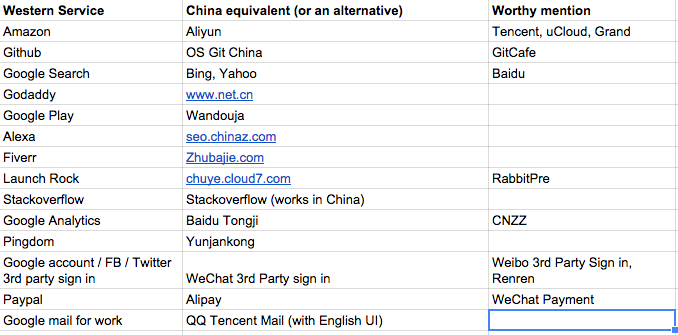 Western Service China equivalent (or an alternative) Worthy mention
Amazon Aliyun Tencent, uCloud, Grand
Github OS Git China GitCafe
Google Search Bing, Yahoo Baidu
Godaddy www.net.cn
Google Play Wandouja
Alexa seo.chinaz.com
Fiverr Zhubajie.com
Launch Rock chuye.cloud7.com RabbitPre
Stackoverflow Stackoverflow (works in China)
Google Analytics Baidu Tongji CNZZ
Pingdom Yunjankong
Google account / FB / Twitter Weibo 3rd Party Sign in,
3rd party sign in WeChat 3rd Party sign in Renren
Paypal Alipay WeChat Payment
Google mail for work QQ Tencent Mail (with English UI)